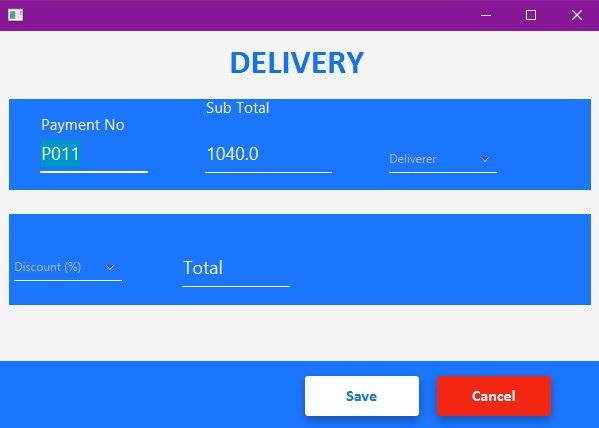 DELIVERY
Sub Total
Payment No
P011
1040.0
Deliverer
Discount (%)
Total
Save
Cancel